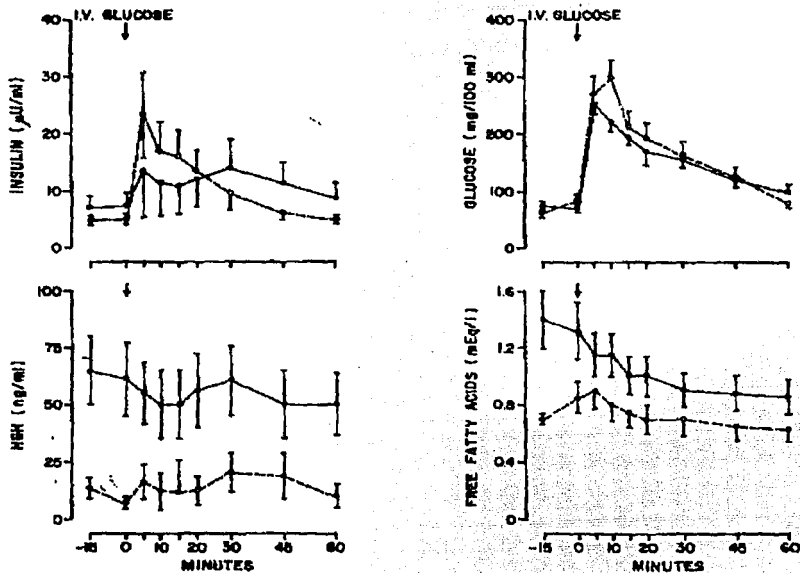 I.V. GLUCOSE
40
30
20
10
0
INSULIN (μU/ml)
I.V. GLUCOSE
400
300
200
100
0
GLUCOSE (mg/100 ml)
100
75
50
25
0
HGH (ng/ml)
-15 0 10 20 30 45 60
MINUTES
1.6
1.2
0.8
0.4
0
FREE FATTY ACIDS (mEq/l)
-15 0 5 10 15 20 30 45 60
MINUTES